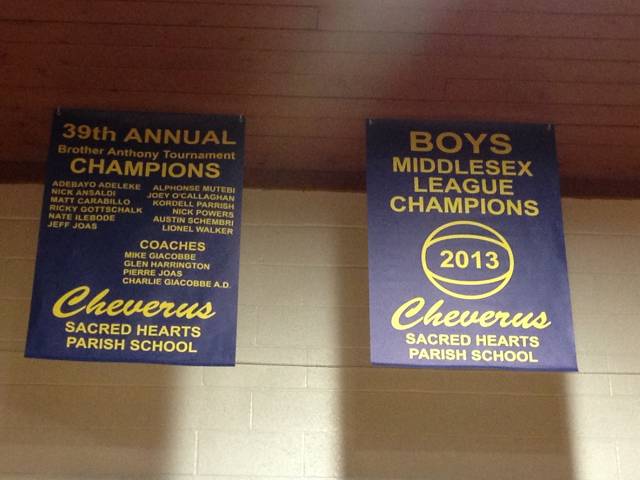 39th ANNUAL
Brother Anthony Tournament
CHAMPIONS
ADEBAYO ADELEKE
NICK ANSALDI
MATT CARABILLO
RICKY GOTTSCHALK
NATE ILEBODE
JEFF JOAS
ALPHONSE MUTEBI
JOEY O'CALLAGHAN
KORDELL PARRISH
NICK POWERS
AUSTIN SCHEMBRI
LIONEL WALKER
COACHES
MIKE GIACOBBE
GLEN HARRINGTON
PIERRE JOAS
CHARLIE GIACOBBE A.D.
Cheverus
SACRED HEARTS
PARISH SCHOOL
BOYS
MIDDLESEX
LEAGUE
CHAMPIONS
2013
Cheverus
SACRED HEARTS
PARISH SCHOOL